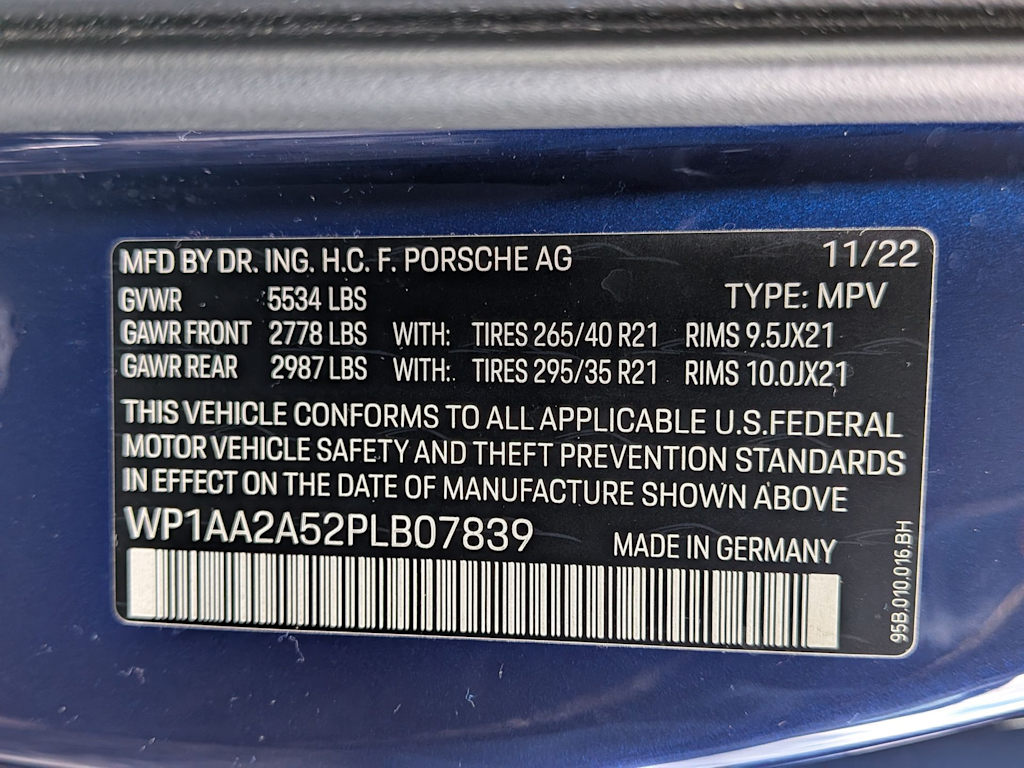 MFD BY DR. ING. H.C. F. PORSCHE AG 11/22
GVWR 5534 LBS TYPE: MPV
GAWR FRONT 2778 LBS WITH: TIRES 265/40 R21 RIMS 9.5JX21
GAWR REAR 2987 LBS WITH: TIRES 295/35 R21 RIMS 10.0JX21
THIS VEHICLE CONFORMS TO ALL APPLICABLE U.S.FEDERAL
MOTOR VEHICLE SAFETY AND THEFT PREVENTION STANDARDS
IN EFFECT ON THE DATE OF MANUFACTURE SHOWN ABOVE
WP1AA2A52PLB07839 MADE IN GERMANY
95B.010.016.BH